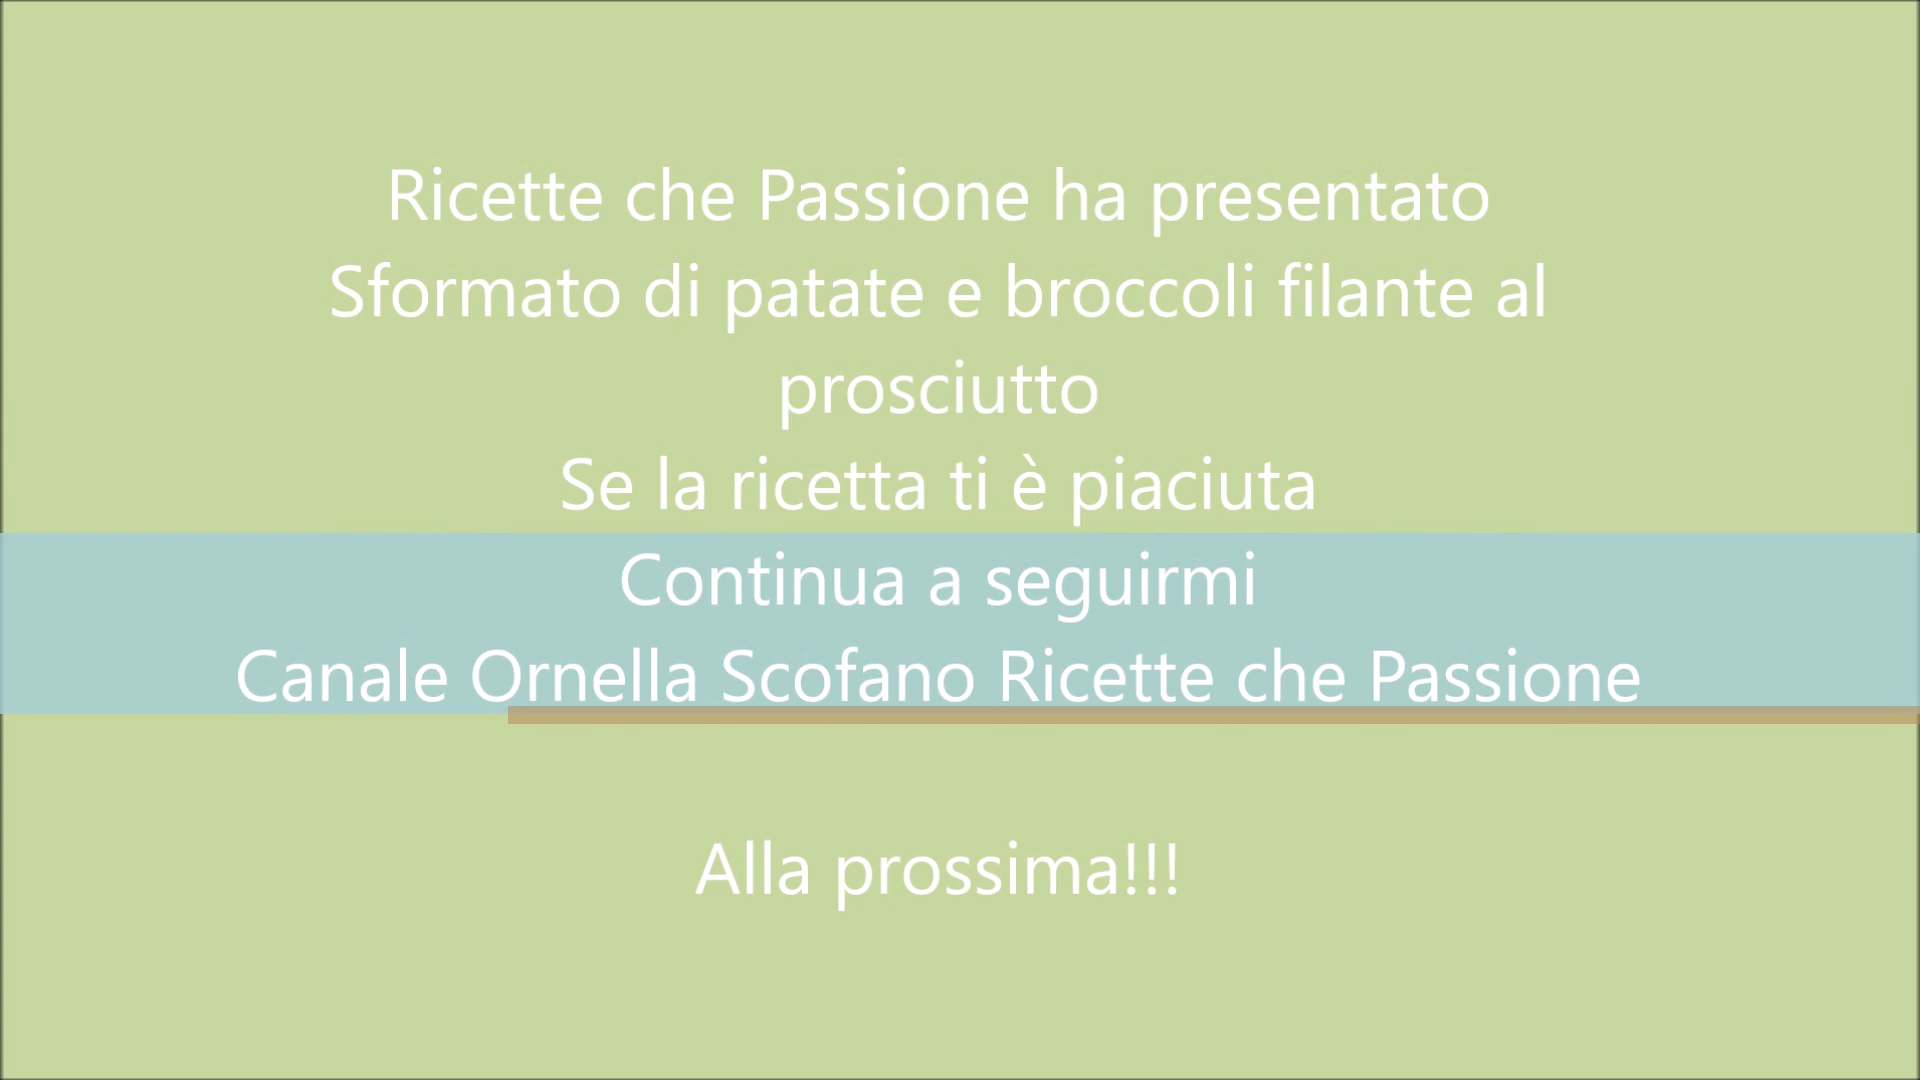 Ricette che Passione ha presentato
Sformato di patate e broccoli filante al
prosciutto
Se la ricetta ti è piaciuta
Continua a seguirmi
Canale Ornella Scofano Ricette che Passione
Alla prossima!!!